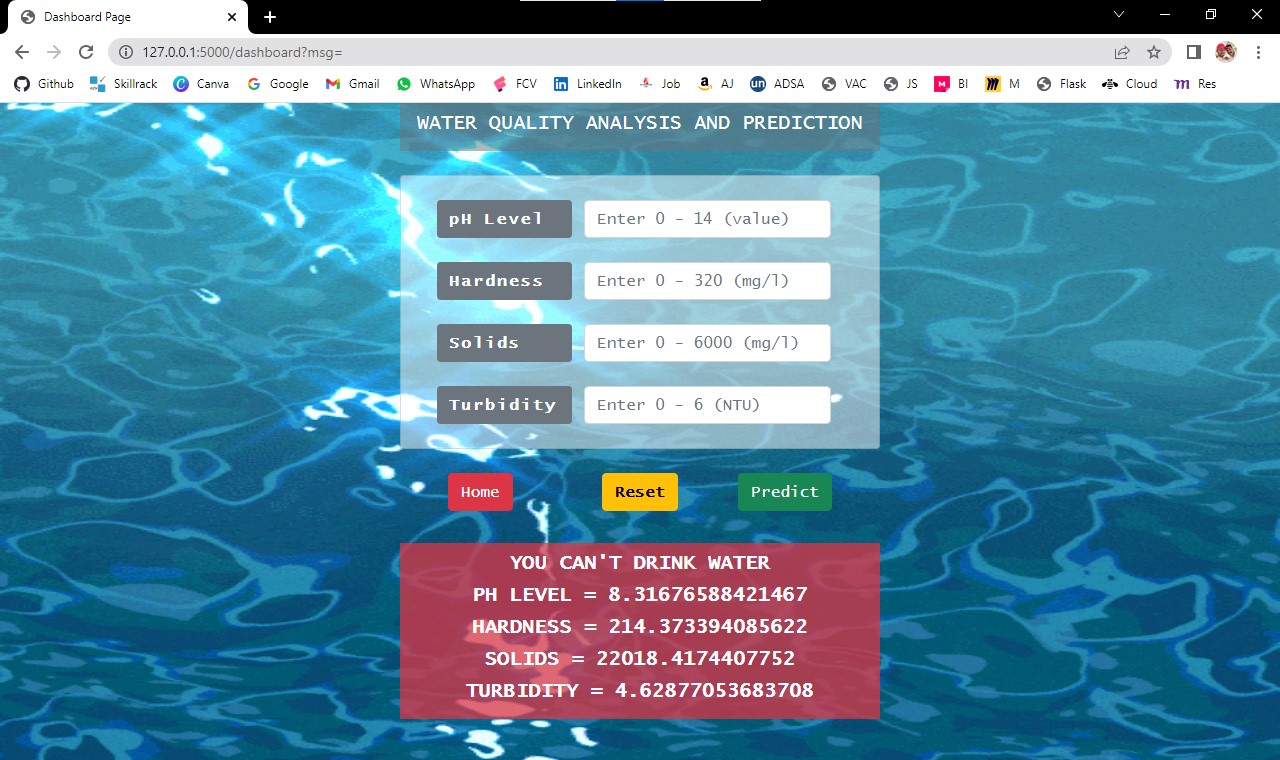 Dashboard Page
127.0.0.1:5000/dashboard?msg=
Github Skillrack Canva Google Gmail WhatsApp FCV LinkedIn Job AJ ADSA VAC JS BI M Flask Cloud Res
WATER QUALITY ANALYSIS AND PREDICTION
pH Level Enter 0 - 14 (value)
Hardness Enter 0 - 320 (mg/l)
Solids Enter 0 - 6000 (mg/l)
Turbidity Enter 0 - 6 (NTU)
Home Reset Predict
YOU CAN'T DRINK WATER
PH LEVEL = 8.31676588421467
HARDNESS = 214.373394085622
SOLIDS = 22018.4174407752
TURBIDITY = 4.62877053683708